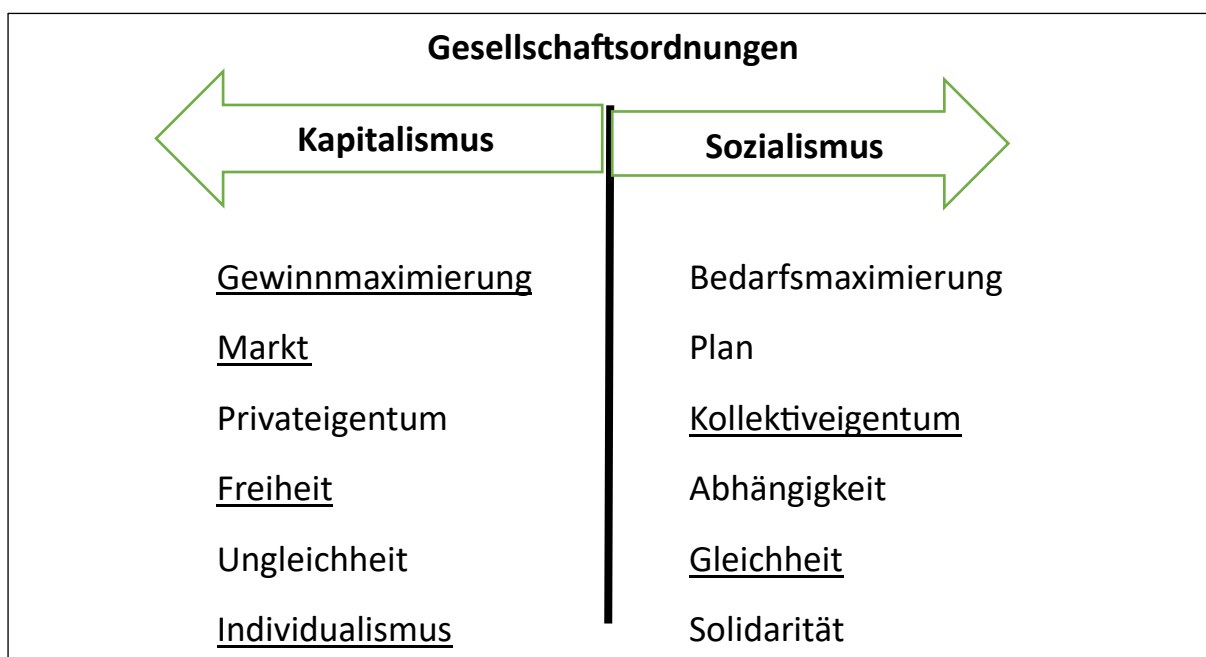 Gesellschaftsordnungen
Kapitalismus Sozialismus
Gewinnmaximierung Bedarfsmaximierung
Markt Plan
Privateigentum Kollektiveigentum
Freiheit Abhängigkeit
Ungleichheit Gleichheit
Individualismus Solidarität